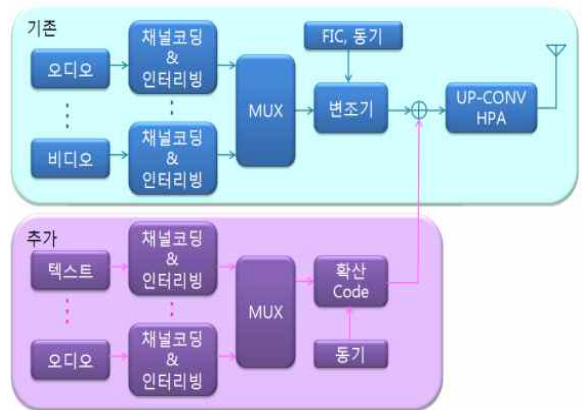 기존
오디오
채널코딩
&
인터리빙
비디오
채널코딩
&
인터리빙
MUX
FIC, 동기
변조기
UP-CONV
HPA
추가
텍스트
채널코딩
&
인터리빙
오디오
채널코딩
&
인터리빙
MUX
확산
Code
동기